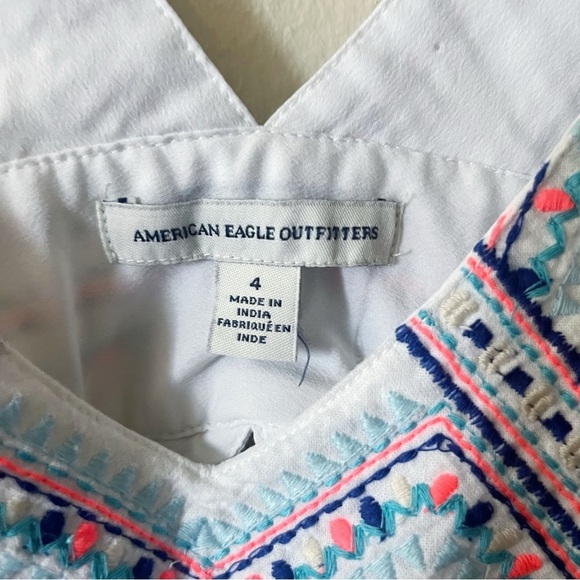 AMERICAN EAGLE OUTFITTERS
4
MADE IN
INDIA
FABRIQUÉ EN
INDE